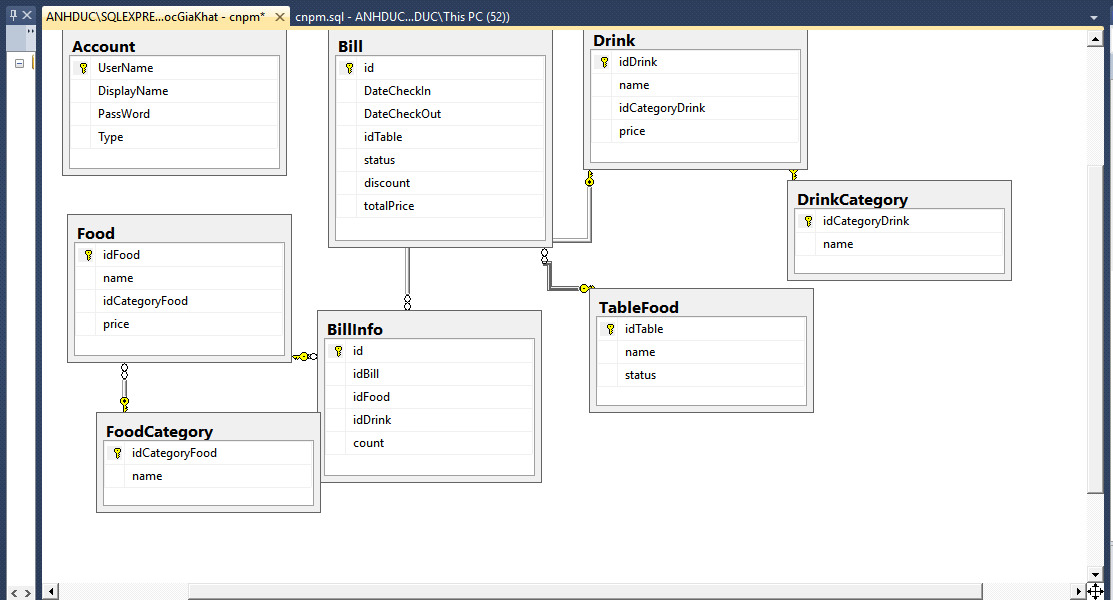 ANHDUC\SQLEXPRE...ocGiaKhat - cnpm*
cnpm.sql - ANHDUC...DUC\This PC (52))
Account
UserName
DisplayName
PassWord
Type
Bill
id
DateCheckIn
DateCheckOut
idTable
status
discount
totalPrice
Drink
idDrink
name
idCategoryDrink
price
DrinkCategory
idCategoryDrink
name
Food
idFood
name
idCategoryFood
price
BillInfo
id
idBill
idFood
idDrink
count
TableFood
idTable
name
status
FoodCategory
idCategoryFood
name